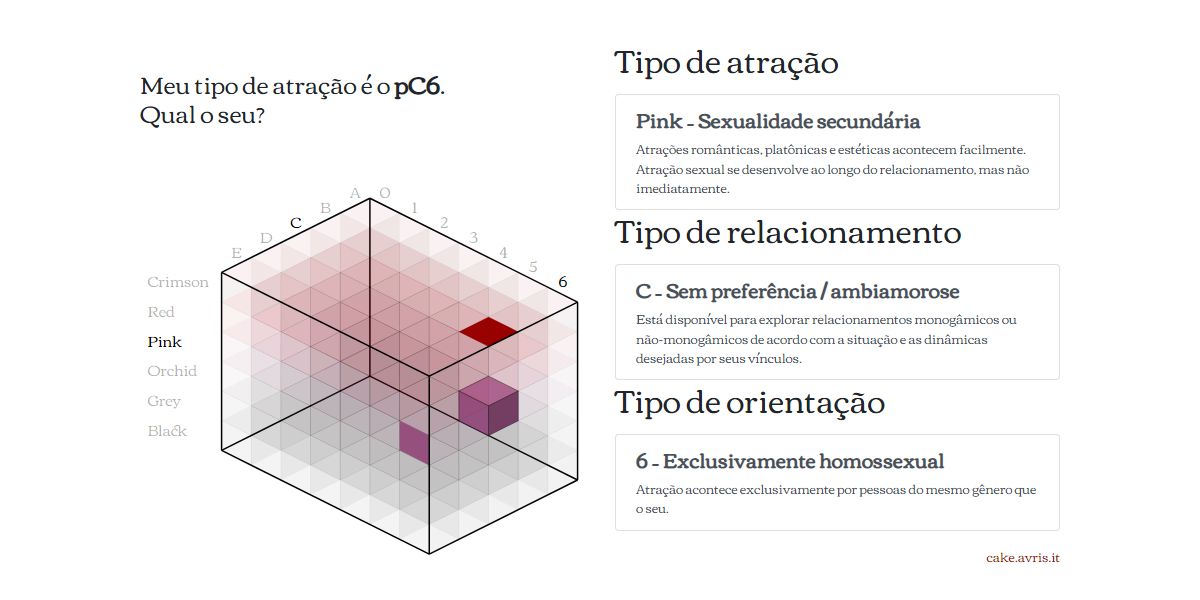 Meu tipo de atração é o pC6.
Qual o seu?
A
B
C
D
E
0
1
2
3
4
5
6
Crimson
Red
Pink
Orchid
Grey
Black
Tipo de atração
Pink - Sexualidade secundária
Atrações românticas, platônicas e estéticas acontecem facilmente.
Atração sexual se desenvolve ao longo do relacionamento, mas não
imediatamente.
Tipo de relacionamento
C - Sem preferência / ambiamorose
Está disponível para explorar relacionamentos monogâmicos ou
não-monogâmicos de acordo com a situação e as dinâmicas
desejadas por seus vínculos.
Tipo de orientação
6 - Exclusivamente homossexual
Atração acontece exclusivamente por pessoas do mesmo gênero que
o seu.
cake.avris.it